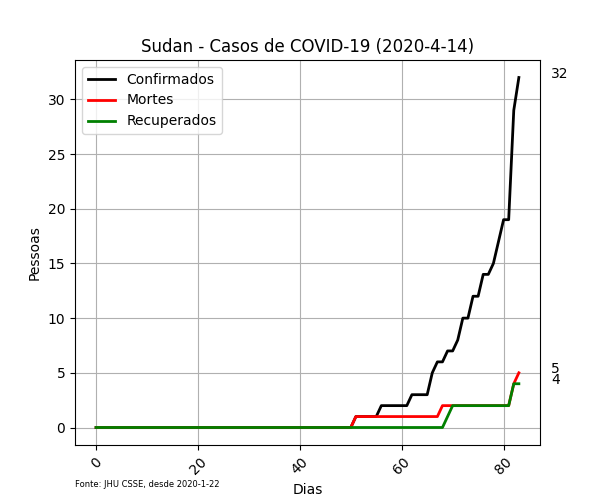 Sudan - Casos de COVID-19 (2020-4-14)
Confirmados
Mortes
Recuperados
32
30
25
20
15
10
5
0
5
4
Pessoas
0 20 40 60 80
Dias
Fonte: JHU CSSE, desde 2020-1-22